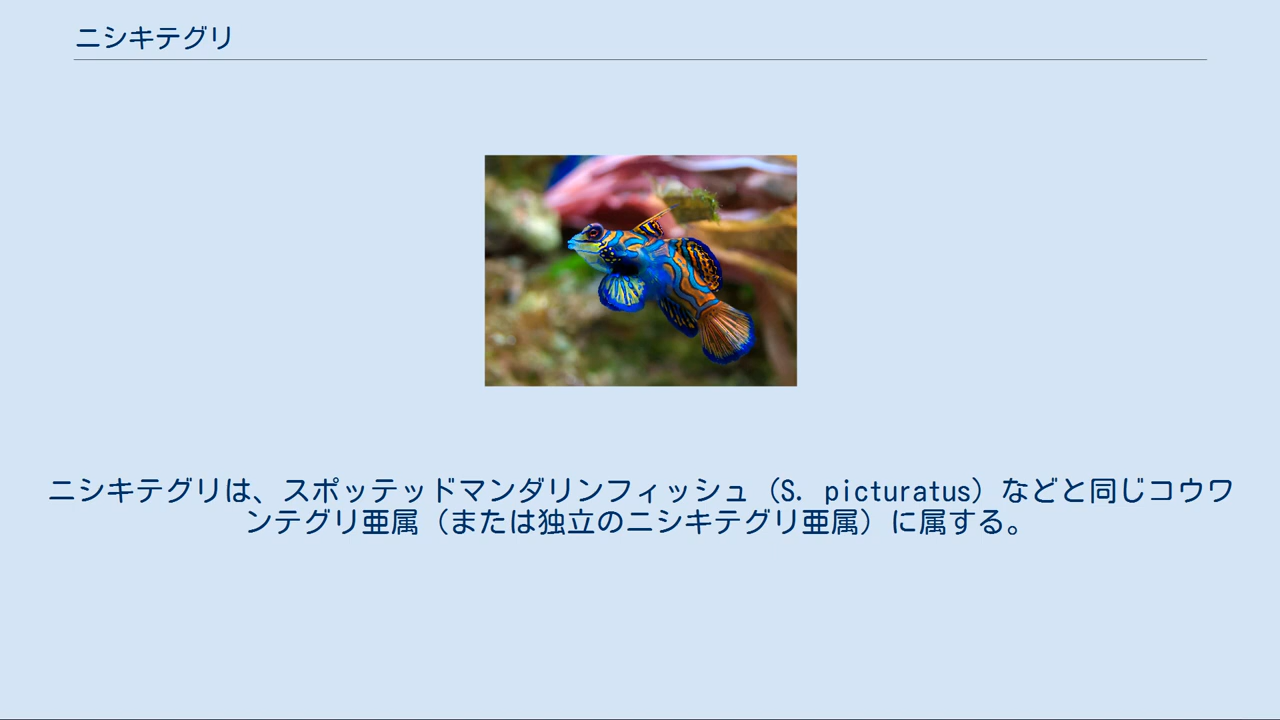 ニシキテグリ
ニシキテグリは、スポッテッドマンダリンフィッシュ（S. picturatus）などと同じコウワ
ンテグリ亜属（または独立のニシキテグリ亜属）に属する。